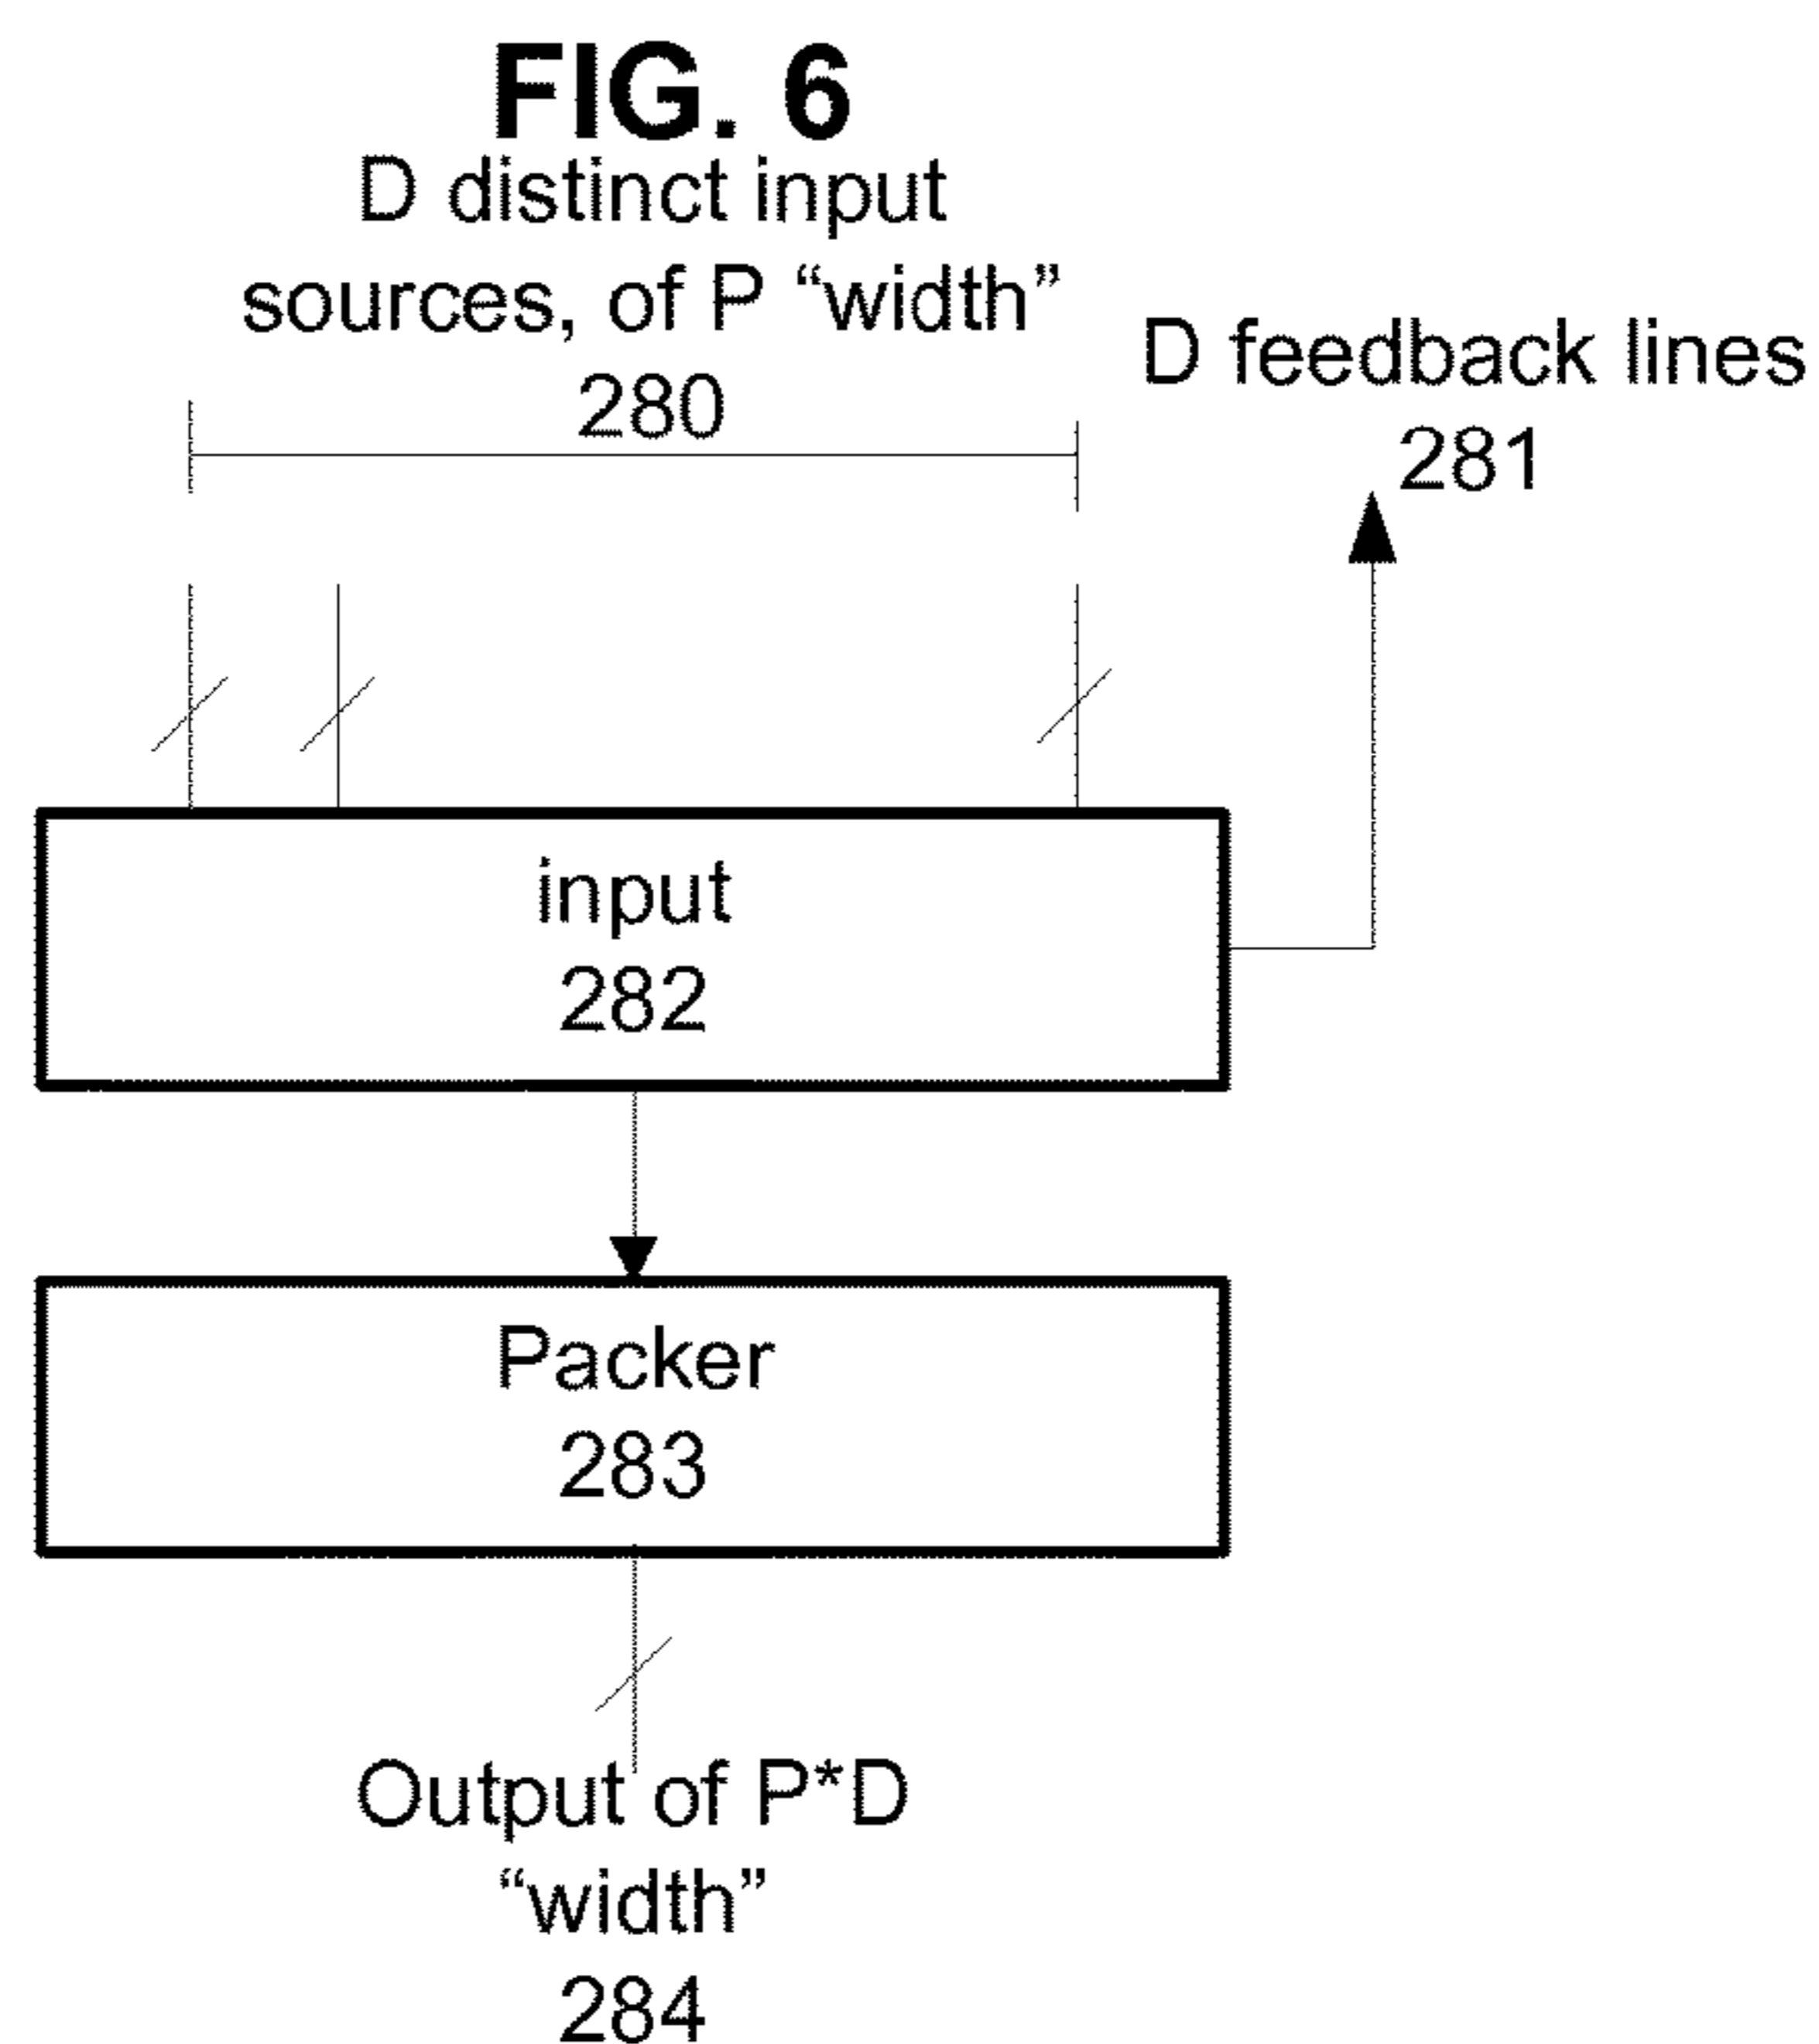 FIG. 6
D distinct input
sources, of P “width”
280
D feedback lines
281
input
282
Packer
283
Output of P*D
“width”
284